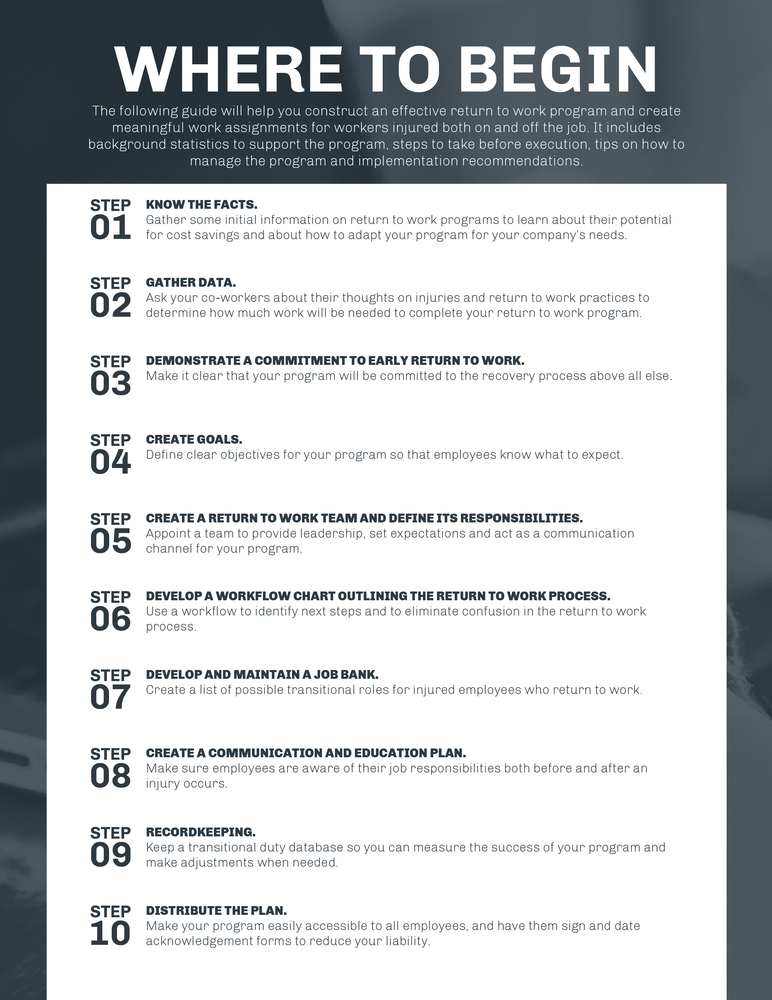 WHERE TO BEGIN
The following guide will help you construct an effective return to work program and create
meaningful work assignments for workers injured both on and off the job. It includes
background statistics to support the program, steps to take before execution, tips on how to
manage the program and implementation recommendations.
STEP
01
KNOW THE FACTS.
Gather some initial information on return to work programs to learn about their potential
for cost savings and about how to adapt your program for your company’s needs.
STEP
02
GATHER DATA.
Ask your co-workers about their thoughts on injuries and return to work practices to
determine how much work will be needed to complete your return to work program.
STEP
03
DEMONSTRATE A COMMITMENT TO EARLY RETURN TO WORK.
Make it clear that your program will be committed to the recovery process above all else.
STEP
04
CREATE GOALS.
Define clear objectives for your program so that employees know what to expect.
STEP
05
CREATE A RETURN TO WORK TEAM AND DEFINE ITS RESPONSIBILITIES.
Appoint a team to provide leadership, set expectations and act as a communication
channel for your program.
STEP
06
DEVELOP A WORKFLOW CHART OUTLINING THE RETURN TO WORK PROCESS.
Use a workflow to identify next steps and to eliminate confusion in the return to work
process.
STEP
07
DEVELOP AND MAINTAIN A JOB BANK.
Create a list of possible transitional roles for injured employees who return to work.
STEP
08
CREATE A COMMUNICATION AND EDUCATION PLAN.
Make sure employees are aware of their job responsibilities both before and after an
injury occurs.
STEP
09
RECORDKEEPING.
Keep a transitional duty database so you can measure the success of your program and
make adjustments when needed.
STEP
10
DISTRIBUTE THE PLAN.
Make your program easily accessible to all employees, and have them sign and date
acknowledgement forms to reduce your liability.